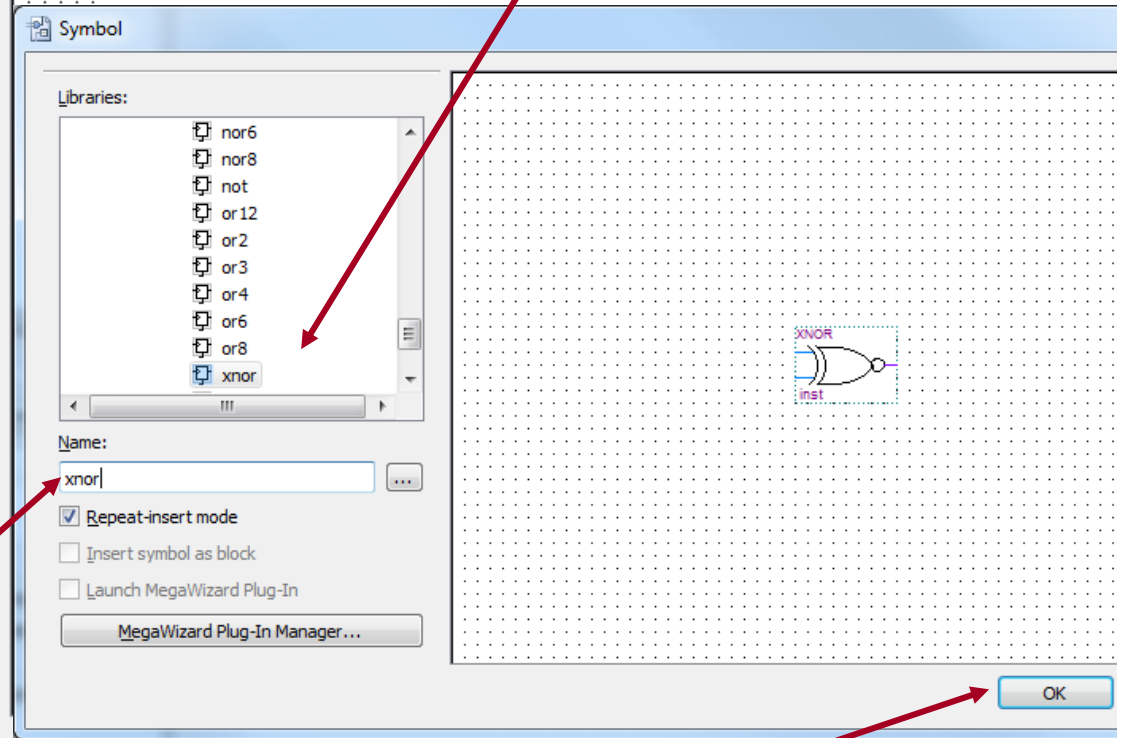 Symbol
Libraries:
nor6
nor8
not
or12
or2
or3
or4
or6
or8
xnor
Name:
xnor
...
Repeat-insert mode
Insert symbol as block
Launch MegaWizard Plug-In
MegaWizard Plug-In Manager...
XNOR
inst
OK